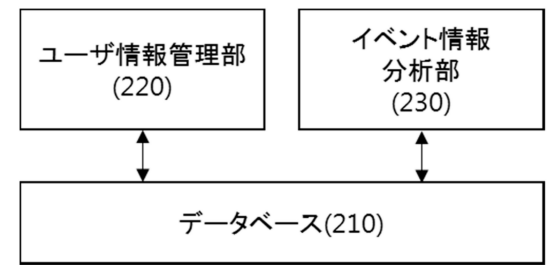 ユーザ情報管理部
(220)
イベント情報
分析部
(230)
データベース(210)